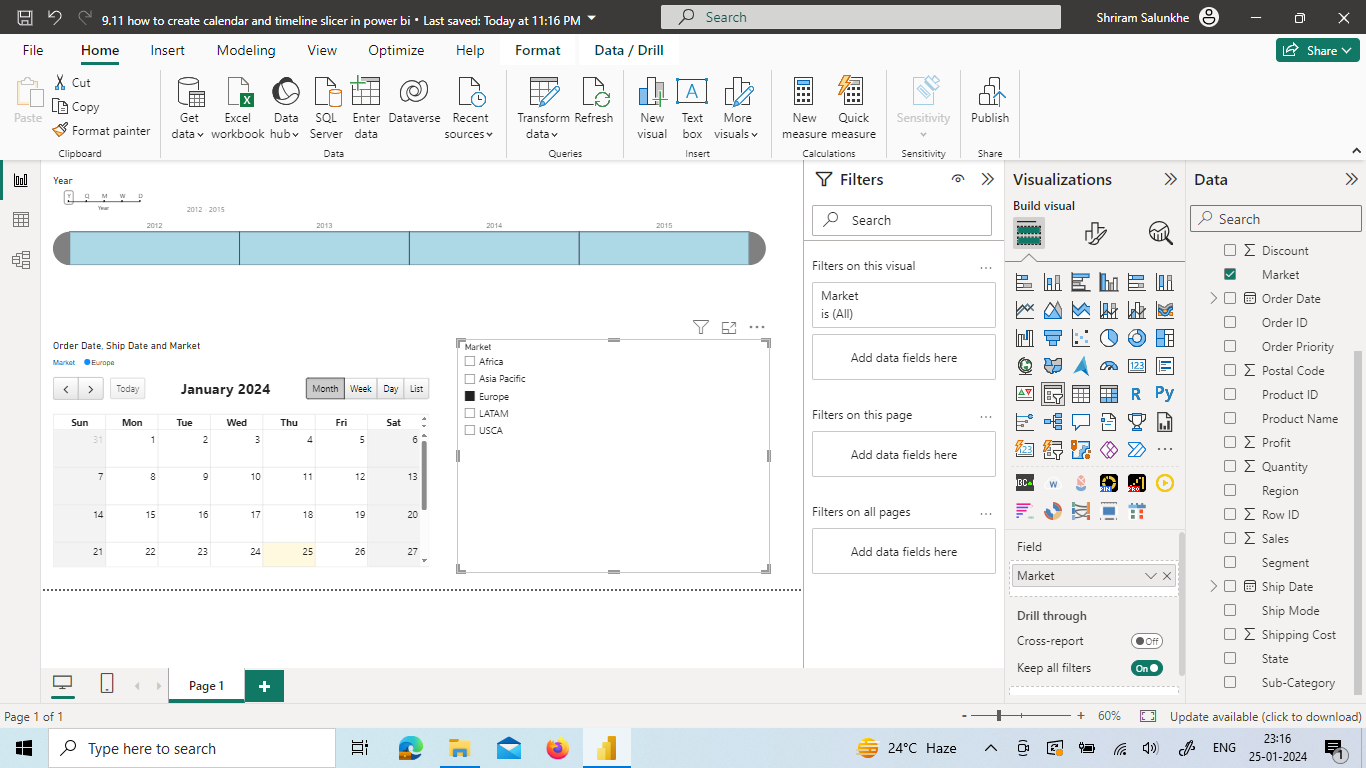 9.11 how to create calendar and timeline slicer in power bi • Last saved: Today at 11:16 PM
Search
Shriram Salunkhe
File Home Insert Modeling View Optimize Help Format Data / Drill
Share
Paste
Cut
Copy
Format painter
Clipboard
Get data
Excel workbook
Data hub
SQL Server
Enter data
Dataverse
Recent sources
Data
Transform data
Refresh
Queries
New visual
Text box
More visuals
Insert
New measure
Quick measure
Calculations
Sensitivity
Sensitivity
Publish
Share
Year
Y Q M W D
Year
2012 - 2015
2012 2013 2014 2015
Order Date, Ship Date and Market
Market Europe
Today
January 2024
Month Week Day List
Sun Mon Tue Wed Thu Fri Sat
31 1 2 3 4 5 6
7 8 9 10 11 12 13
14 15 16 17 18 19 20
21 22 23 24 25 26 27
Market
Africa
Asia Pacific
Europe
LATAM
USCA
Filters
Search
Filters on this visual
Market
is (All)
Add data fields here
Filters on this page
Add data fields here
Filters on all pages
Add data fields here
Visualizations
Build visual
123
R
Py
123
BC
W
PIN
PRO
Field
Market
Drill through
Cross-report
Off
Keep all filters
On
Data
Search
Discount
Market
Order Date
Order ID
Order Priority
Postal Code
Product ID
Product Name
Profit
Quantity
Region
Row ID
Sales
Segment
Ship Date
Ship Mode
Shipping Cost
State
Sub-Category
Page 1
Page 1 of 1
- + 60%
Update available (click to download)
Type here to search
24°C Haze
ENG
23:16
25-01-2024
1